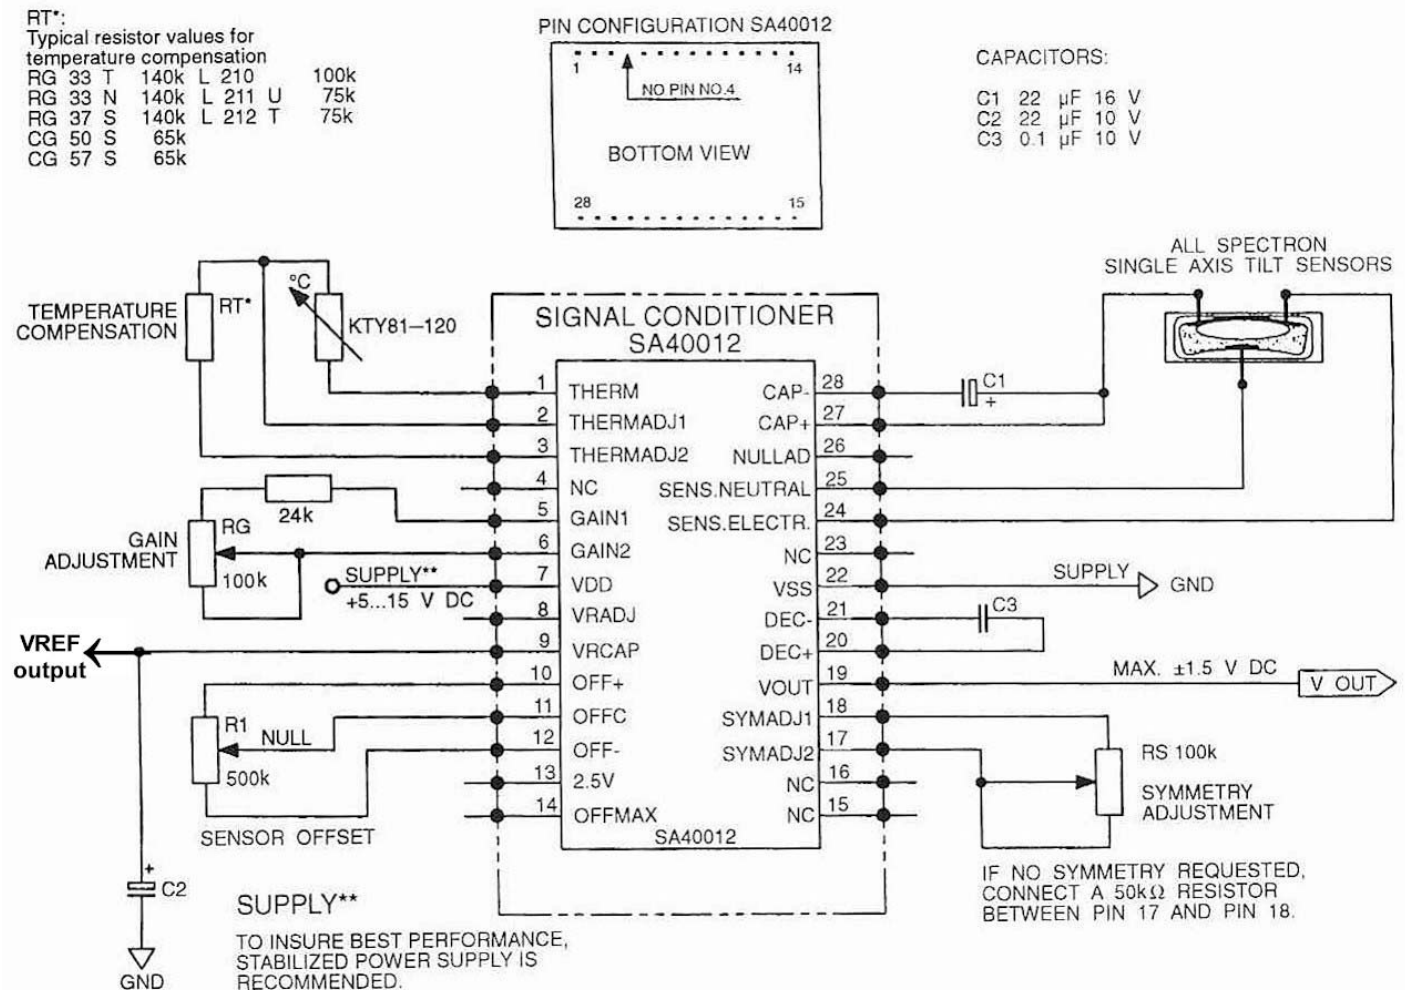 RT*:
Typical resistor values for
temperature compensation
RG 33 T 140k L 210 100k
RG 33 N 140k L 211 U 75k
RG 37 S 140k L 212 T 75k
CG 50 S 65k
CG 57 S 65k
PIN CONFIGURATION SA40012
1 14
NO PIN NO.4
BOTTOM VIEW
28 15
CAPACITORS:
C1 22 µF 16 V
C2 22 µF 10 V
C3 0.1 µF 10 V
ALL SPECTRON
SINGLE AXIS TILT SENSORS
TEMPERATURE
COMPENSATION
RT*
°C
KTY81–120
SIGNAL CONDITIONER
SA40012
1 THERM
2 THERMADJ1
3 THERMADJ2
4 NC
5 GAIN1
6 GAIN2
7 VDD
8 VRADJ
9 VRCAP
10 OFF+
11 OFFC
12 OFF-
13 2.5V
14 OFFMAX
CAP- 28
CAP+ 27
NULLAD 26
SENS.NEUTRAL 25
SENS.ELECTR. 24
NC 23
VSS 22
DEC- 21
DEC+ 20
VOUT 19
SYMADJ1 18
SYMADJ2 17
NC 16
NC 15
SA40012
C1
+
24k
GAIN
ADJUSTMENT
RG
100k
SUPPLY**
+5...15 V DC
SUPPLY
GND
C3
VREF
output
MAX. ±1.5 V DC
V OUT
R1
NULL
500k
SENSOR OFFSET
RS 100k
SYMMETRY
ADJUSTMENT
+
C2
GND
IF NO SYMMETRY REQUESTED,
CONNECT A 50kΩ RESISTOR
BETWEEN PIN 17 AND PIN 18.
SUPPLY**
TO INSURE BEST PERFORMANCE,
STABILIZED POWER SUPPLY IS
RECOMMENDED.